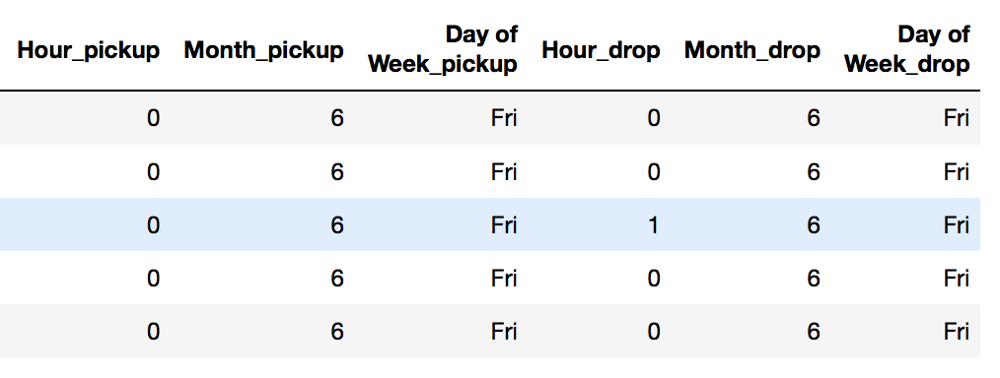 Hour_pickup Month_pickup Day of Week_pickup Hour_drop Month_drop Day of Week_drop
0 6 Fri 0 6 Fri
0 6 Fri 0 6 Fri
0 6 Fri 1 6 Fri
0 6 Fri 0 6 Fri
0 6 Fri 0 6 Fri